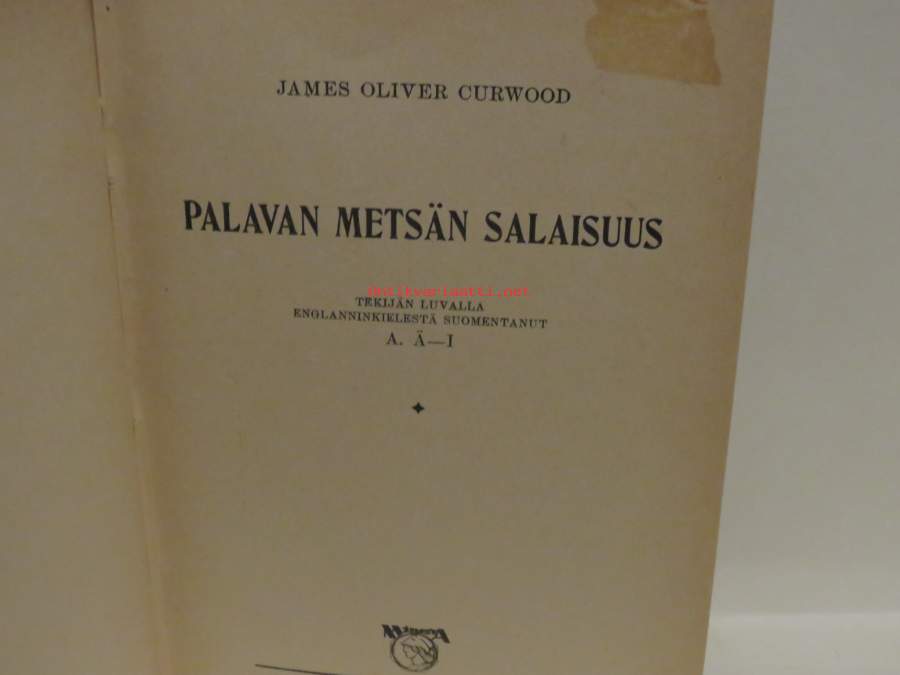 JAMES OLIVER CURWOOD
PALAVAN METSÄN SALAISUUS
antikvariaatti.net
TEKIJÄN LUVALLA
ENGLANNINKIELESTÄ SUOMENTANUT
A. Ä—I